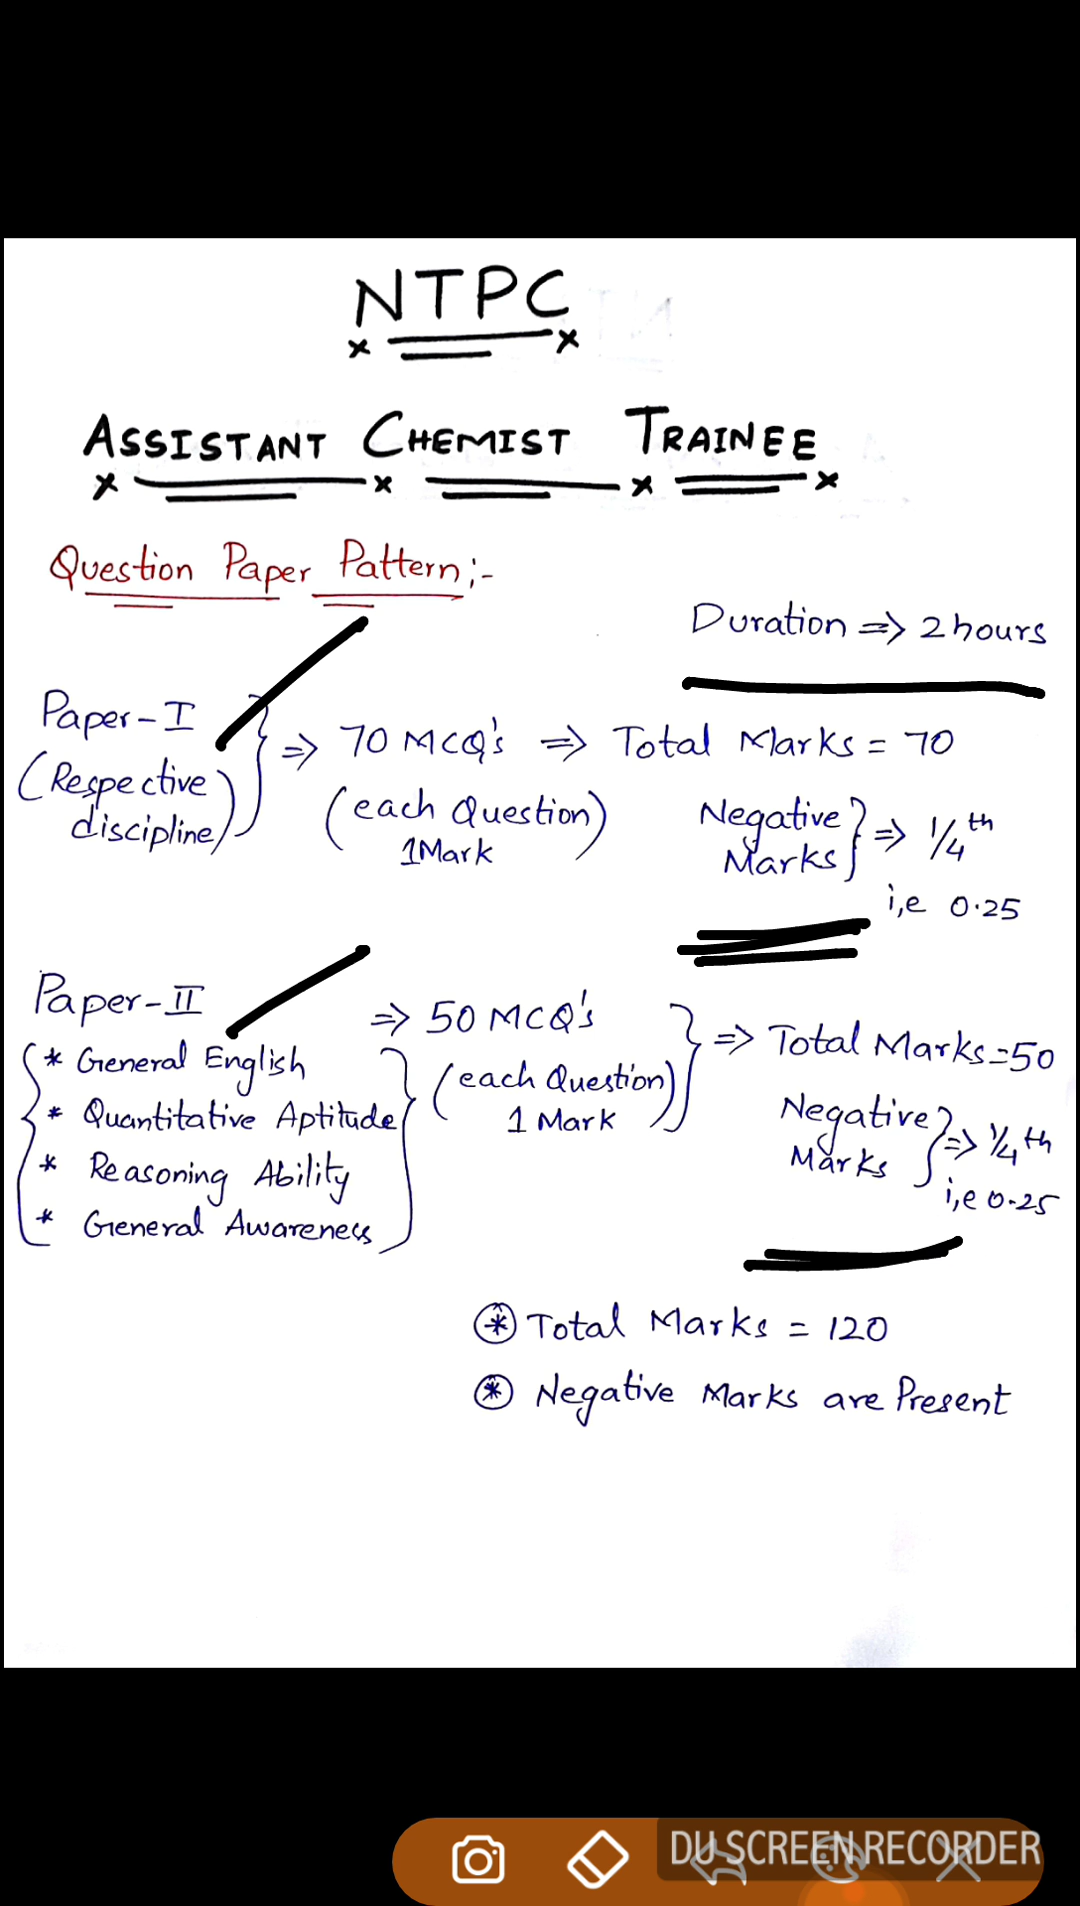 NTPC
ASSISTANT CHEMIST TRAINEE
Question Paper Pattern;-
Duration ⇒ 2 hours
Paper-I
(Respective discipline)
⇒ 70 MCQ's ⇒ Total Marks = 70
(each Question)
1Mark
Negative Marks } ⇒ 1/4th
i,e 0.25
Paper-II
* General English
* Quantitative Aptitude
* Reasoning Ability
* General Awareness
⇒ 50 MCQ's
(each Question)
1 Mark
⇒ Total Marks=50
Negative Marks } ⇒ 1/4th
i,e 0.25
* Total Marks = 120
* Negative Marks are Present
DU SCREEN RECORDER